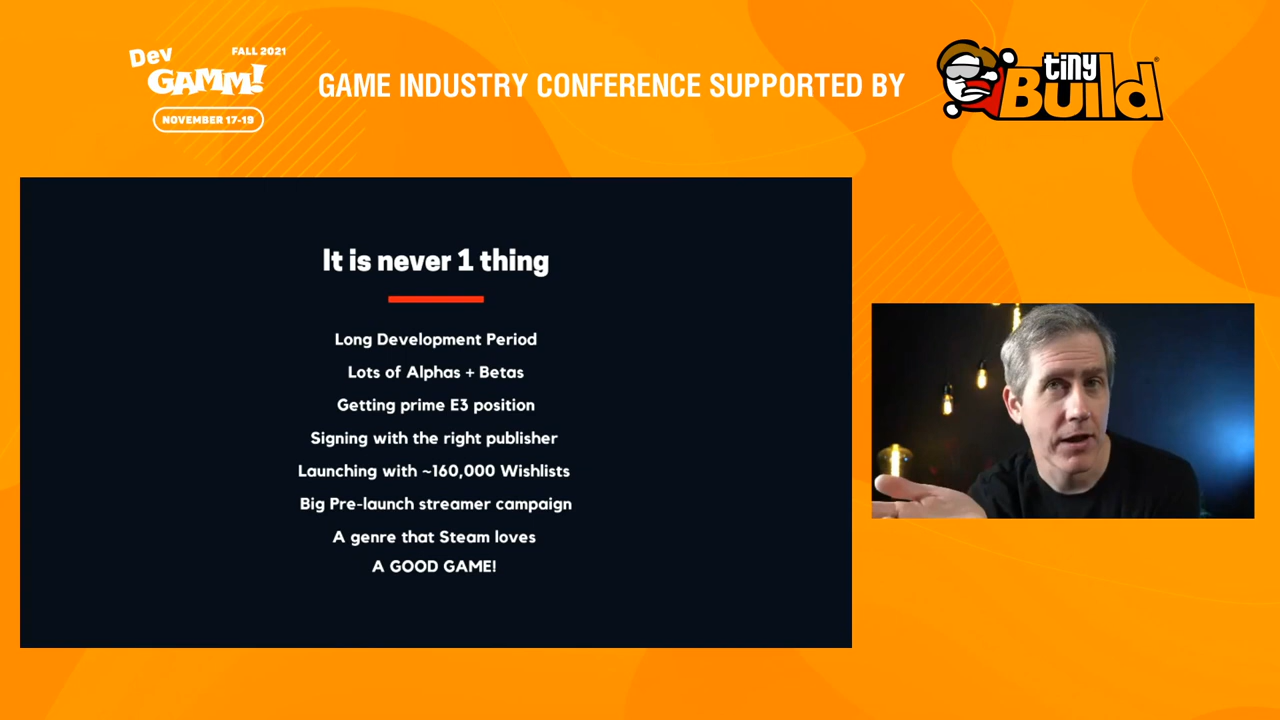 Dev
GAMM!
FALL 2021
NOVEMBER 17-19
GAME INDUSTRY CONFERENCE SUPPORTED BY
tiny
Build
It is never 1 thing
Long Development Period
Lots of Alphas + Betas
Getting prime E3 position
Signing with the right publisher
Launching with ~160,000 Wishlists
Big Pre-launch streamer campaign
A genre that Steam loves
A GOOD GAME!